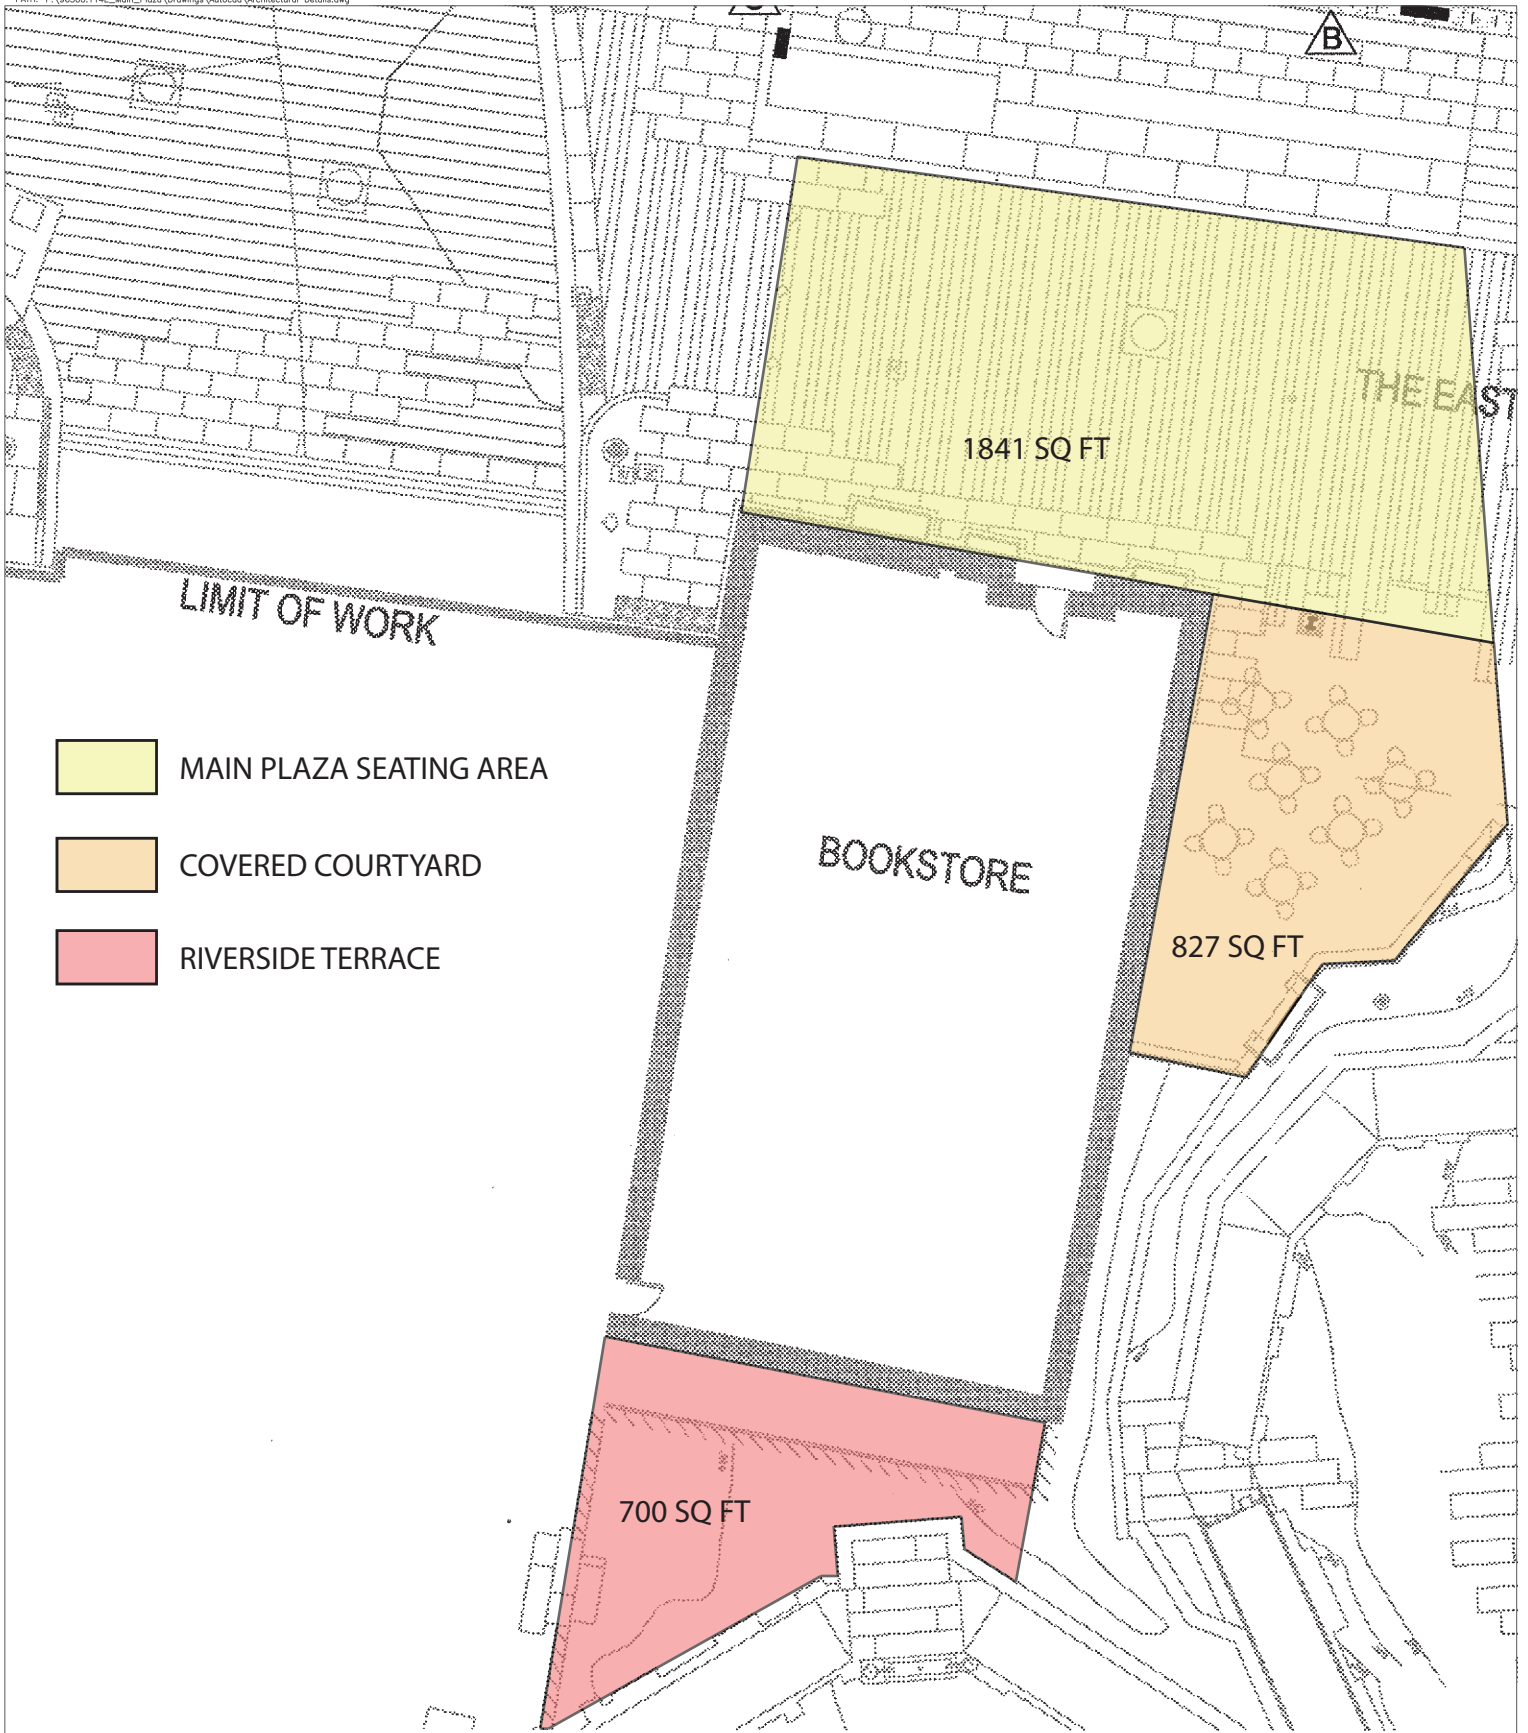 B
THE EAST
1841 SQ FT
LIMIT OF WORK
MAIN PLAZA SEATING AREA
COVERED COURTYARD
BOOKSTORE
827 SQ FT
RIVERSIDE TERRACE
700 SQ FT